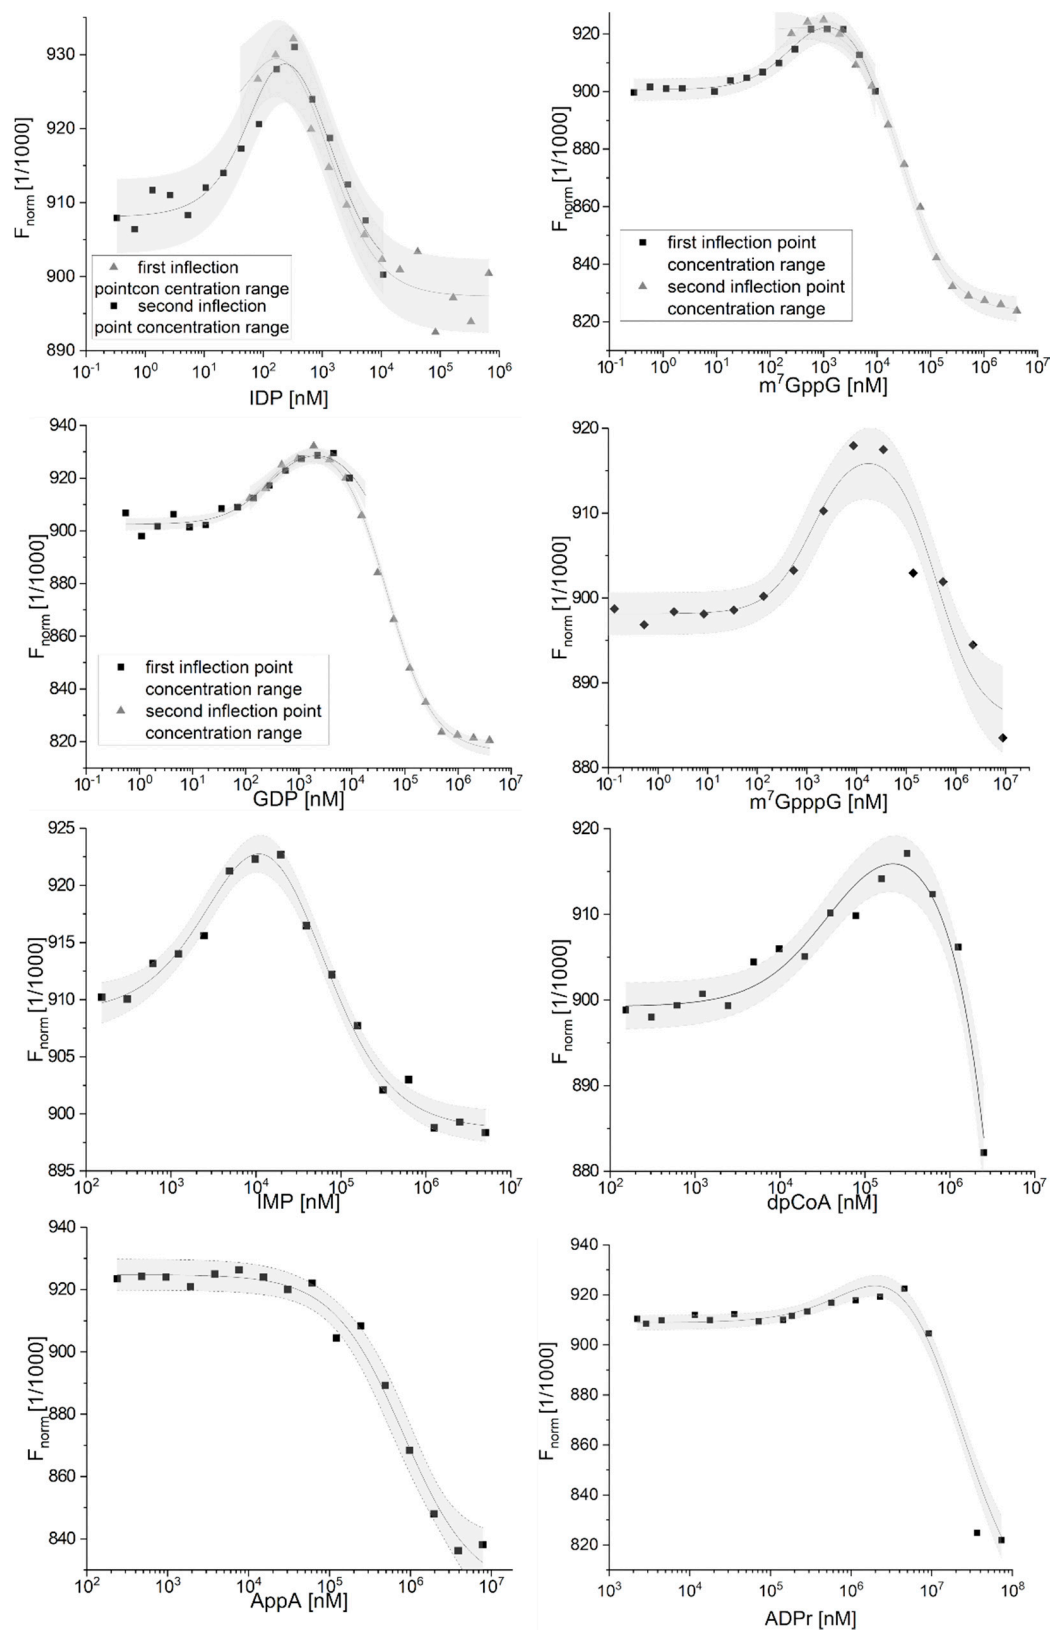 930
920
910
900
890
F_norm [1/1000]
first inflection
pointcon centration range
second inflection
point concentration range
10^-1 10^0 10^1 10^2 10^3 10^4 10^5 10^6
IDP [nM]
920
900
880
860
840
820
F_norm [1/1000]
first inflection point
concentration range
second inflection point
concentration range
10^-1 10^0 10^1 10^2 10^3 10^4 10^5 10^6 10^7
m^7GppG [nM]
940
920
900
880
860
840
820
F_norm [1/1000]
first inflection point
concentration range
second inflection point
concentration range
10^-1 10^0 10^1 10^2 10^3 10^4 10^5 10^6 10^7
GDP [nM]
920
910
900
890
880
F_norm [1/1000]
10^-1 10^0 10^1 10^2 10^3 10^4 10^5 10^6 10^7
m^7GpppG [nM]
925
920
915
910
905
900
895
F_norm [1/1000]
10^2 10^3 10^4 10^5 10^6 10^7
IMP [nM]
920
910
900
890
880
F_norm [1/1000]
10^2 10^3 10^4 10^5 10^6 10^7
dpCoA [nM]
940
920
900
880
860
840
F_norm [1/1000]
10^2 10^3 10^4 10^5 10^6 10^7
AppA [nM]
940
920
900
880
860
840
820
F_norm [1/1000]
10^3 10^4 10^5 10^6 10^7 10^8
ADPr [nM]